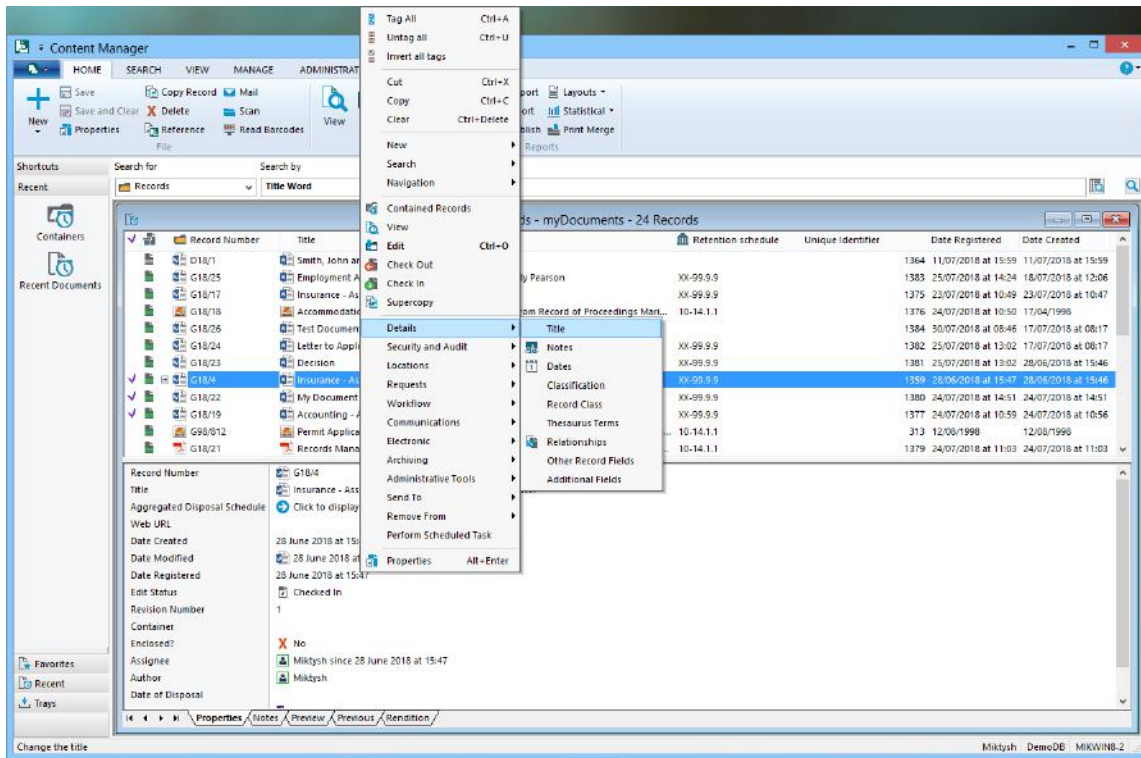 Content Manager
HOME SEARCH VIEW MANAGE ADMINISTRAT
Save Copy Record Mail
Save and Clear Delete Scan
New Properties Reference Read Barcodes
View
File
port Layouts
ort Statistical
blish Print Merge
Reports
Shortcuts Search for Search by
Recent Records Title Word
Containers
Recent Documents
ds - myDocuments - 24 Records
Record Number Title Retention schedule Unique Identifier Date Registered Date Created
D18/1 Smith, John ar 1364 11/07/2018 at 15:59 11/07/2018 at 15:59
G18/25 Employment A ly Pearson XX-99.9.9 1383 25/07/2018 at 14:24 18/07/2018 at 12:06
G18/17 Insurance - As XX-99.9.9 1375 23/07/2018 at 10:49 23/07/2018 at 10:47
G18/18 Accommodatic rom Record of Proceedings Mari... 10-14.1.1 1376 24/07/2018 at 10:50 17/04/1998
G18/26 Test Documen 1384 30/07/2018 at 08:46 17/07/2018 at 08:17
G18/24 Letter to Appli XX-99.9.9 1382 25/07/2018 at 13:02 17/07/2018 at 08:17
G18/23 Decision XX-99.9.9 1381 25/07/2018 at 13:02 28/06/2018 at 15:46
G18/4 Insurance - As XX-99.9.9 1359 28/06/2018 at 15:47 28/06/2018 at 15:46
G18/22 My Document XX-99.9.9 1380 24/07/2018 at 14:51 24/07/2018 at 14:51
G18/19 Accounting - A XX-99.9.9 1377 24/07/2018 at 10:59 24/07/2018 at 10:56
G98/812 Permit Applica 10-14.1.1 313 12/08/1998 12/08/1998
G18/21 Records Mana 10-14.1.1 1379 24/07/2018 at 11:03 24/07/2018 at 11:03
Tag All Ctrl+A
Untag all Ctrl+U
Invert all tags
Cut Ctrl+X
Copy Ctrl+C
Clear Ctrl+Delete
New
Search
Navigation
Contained Records
View
Edit Ctrl+O
Check Out
Check In
Supercopy
Details
Security and Audit
Locations
Requests
Workflow
Communications
Electronic
Archiving
Administrative Tools
Send To
Remove From
Perform Scheduled Task
Properties Alt+Enter
Title
Notes
Dates
Classification
Record Class
Thesaurus Terms
Relationships
Other Record Fields
Additional Fields
Record Number G18/4
Title Insurance - Ass
Aggregated Disposal Schedule Click to display
Web URL
Date Created 28 June 2018 at 15:
Date Modified 28 June 2018 at
Date Registered 28 June 2018 at 15:47
Edit Status Checked In
Revision Number 1
Container
Enclosed? No
Assignee Miktysh since 28 June 2018 at 15:47
Author Miktysh
Date of Disposal
Favorites
Recent
Trays
Properties Notes Preview Previous Rendition
Change the title Miktysh DemoDB MIKWIN8-2